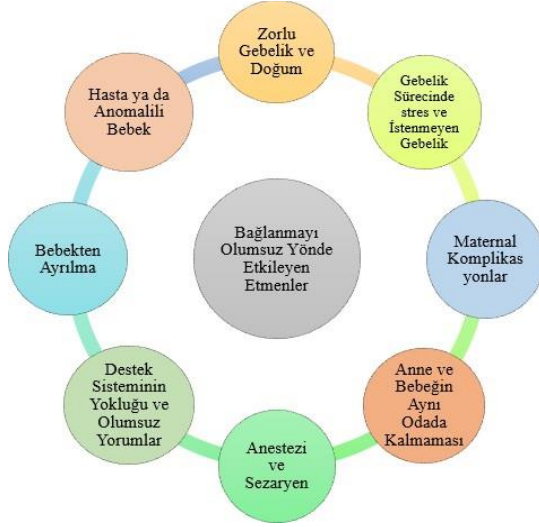 Zorlu
Gebelik ve
Doğum
Gebelik
Sürecinde
stres ve
İstenmeyen
Gebelik
Maternal
Komplikas
yonlar
Anne ve
Bebeğin
Aynı
Odada
Kalmaması
Anestezi
ve
Sezaryen
Destek
Sisteminin
Yokluğu ve
Olumsuz
Yorumlar
Bebekten
Ayrılma
Hasta ya da
Anomalili
Bebek
Bağlanmayı
Olumsuz Yönde
Etkileyen
Etmenler